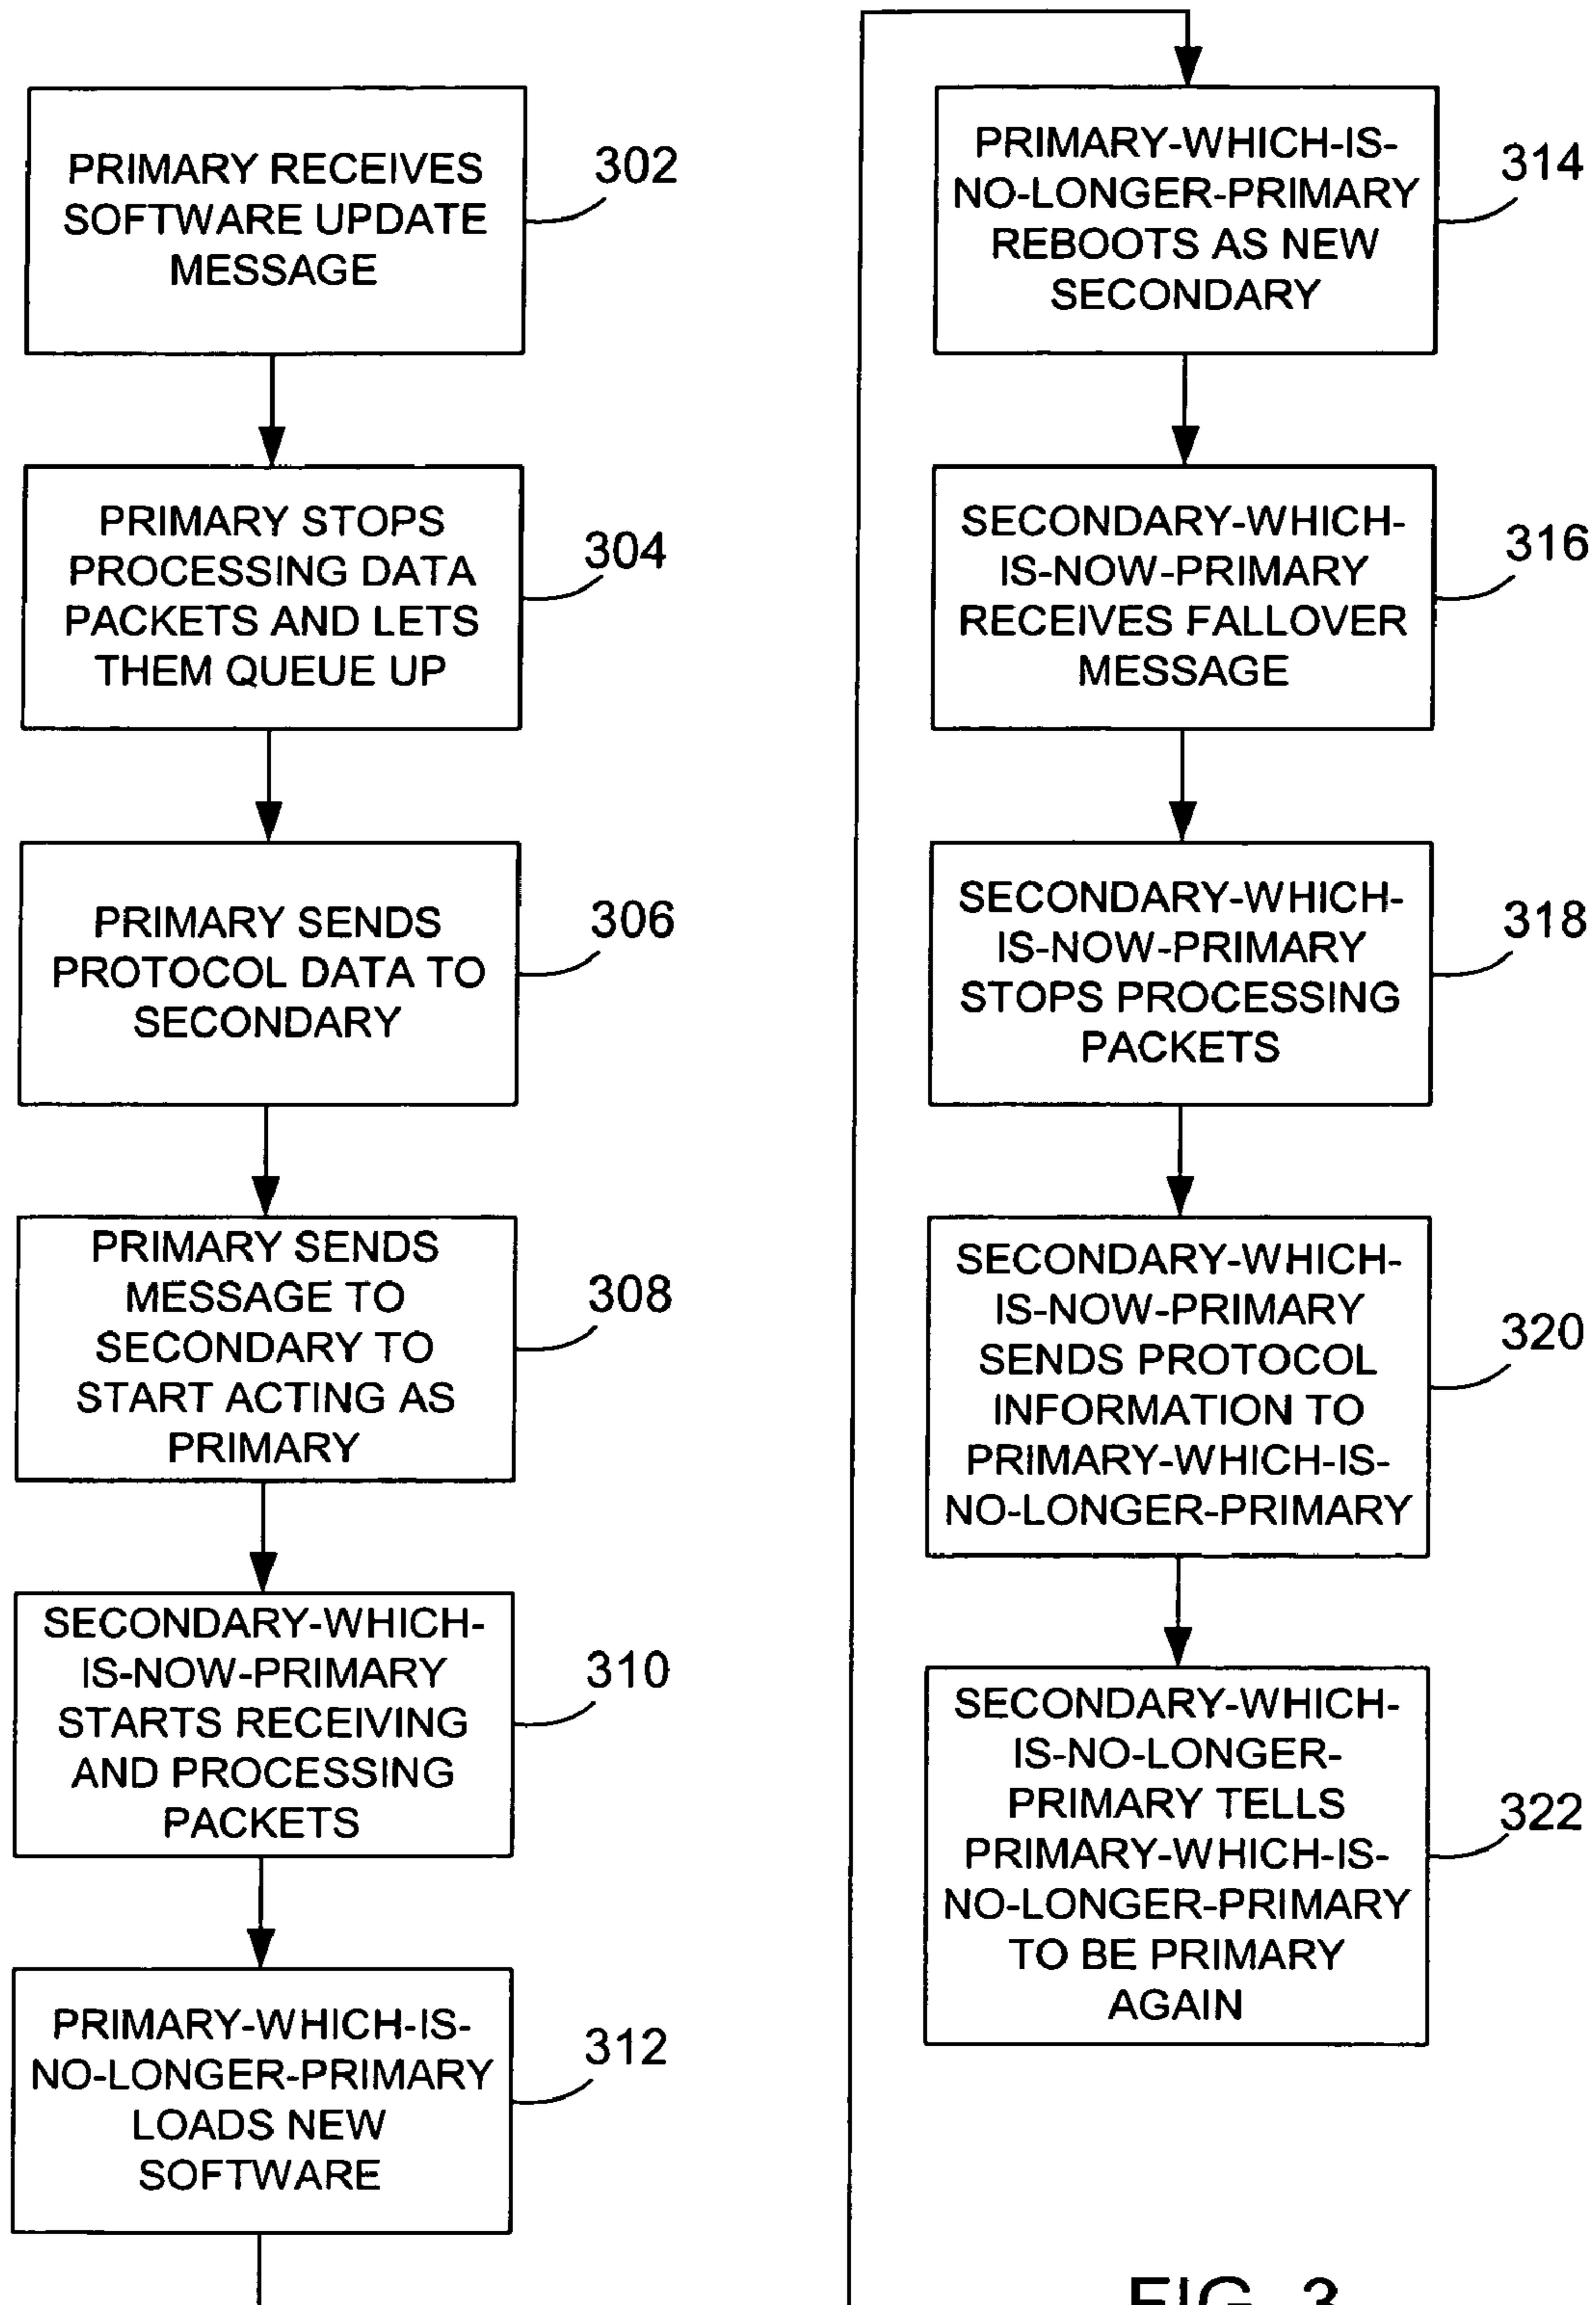 PRIMARY RECEIVES
SOFTWARE UPDATE
MESSAGE
302
PRIMARY STOPS
PROCESSING DATA
PACKETS AND LETS
THEM QUEUE UP
304
PRIMARY SENDS
PROTOCOL DATA TO
SECONDARY
306
PRIMARY SENDS
MESSAGE TO
SECONDARY TO
START ACTING AS
PRIMARY
308
SECONDARY-WHICH-
IS-NOW-PRIMARY
STARTS RECEIVING
AND PROCESSING
PACKETS
310
PRIMARY-WHICH-IS-
NO-LONGER-PRIMARY
LOADS NEW
SOFTWARE
312
PRIMARY-WHICH-IS-
NO-LONGER-PRIMARY
REBOOTS AS NEW
SECONDARY
314
SECONDARY-WHICH-
IS-NOW-PRIMARY
RECEIVES FALLOVER
MESSAGE
316
SECONDARY-WHICH-
IS-NOW-PRIMARY
STOPS PROCESSING
PACKETS
318
SECONDARY-WHICH-
IS-NOW-PRIMARY
SENDS PROTOCOL
INFORMATION TO
PRIMARY-WHICH-IS-
NO-LONGER-PRIMARY
320
SECONDARY-WHICH-
IS-NO-LONGER-
PRIMARY TELLS
PRIMARY-WHICH-IS-
NO-LONGER-PRIMARY
TO BE PRIMARY
AGAIN
322
FIG. 3